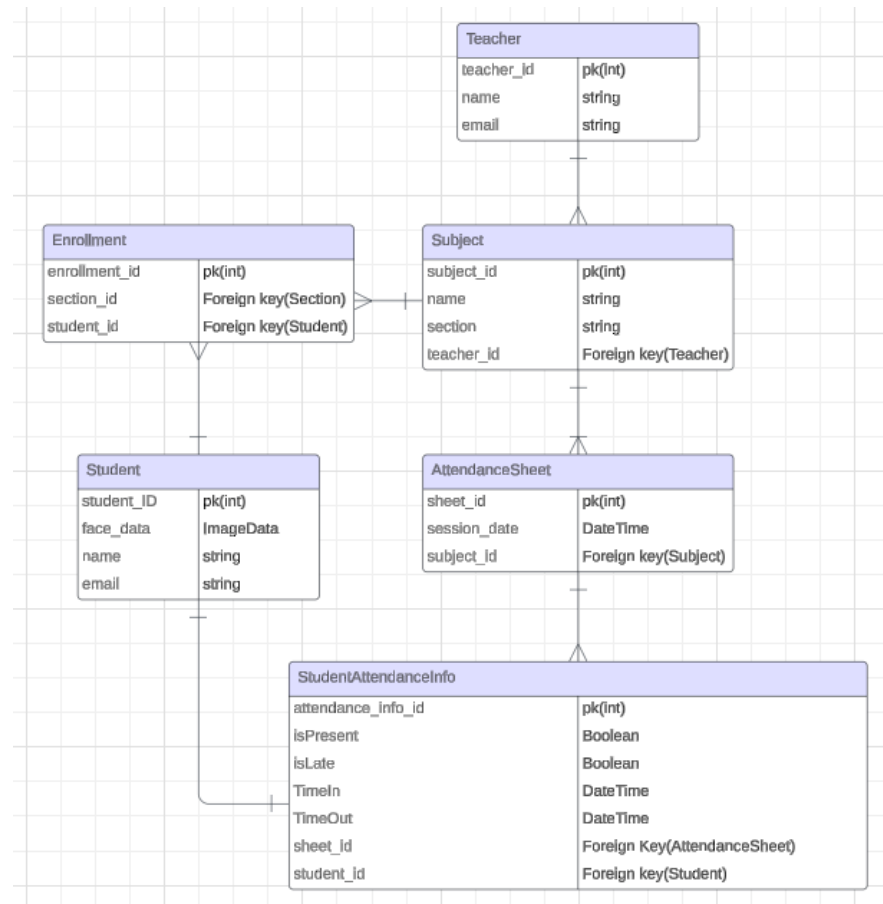 Teacher
teacher_id pk(int)
name string
email string
Enrollment
enrollment_id pk(int)
section_id Foreign key(Section)
student_id Foreign key(Student)
Subject
subject_id pk(int)
name string
section string
teacher_id Foreign key(Teacher)
Student
student_ID pk(int)
face_data ImageData
name string
email string
AttendanceSheet
sheet_id pk(int)
session_date DateTime
subject_id Foreign key(Subject)
StudentAttendanceInfo
attendance_info_id pk(int)
isPresent Boolean
isLate Boolean
TimeIn DateTime
TimeOut DateTime
sheet_id Foreign Key(AttendanceSheet)
student_id Foreign key(Student)